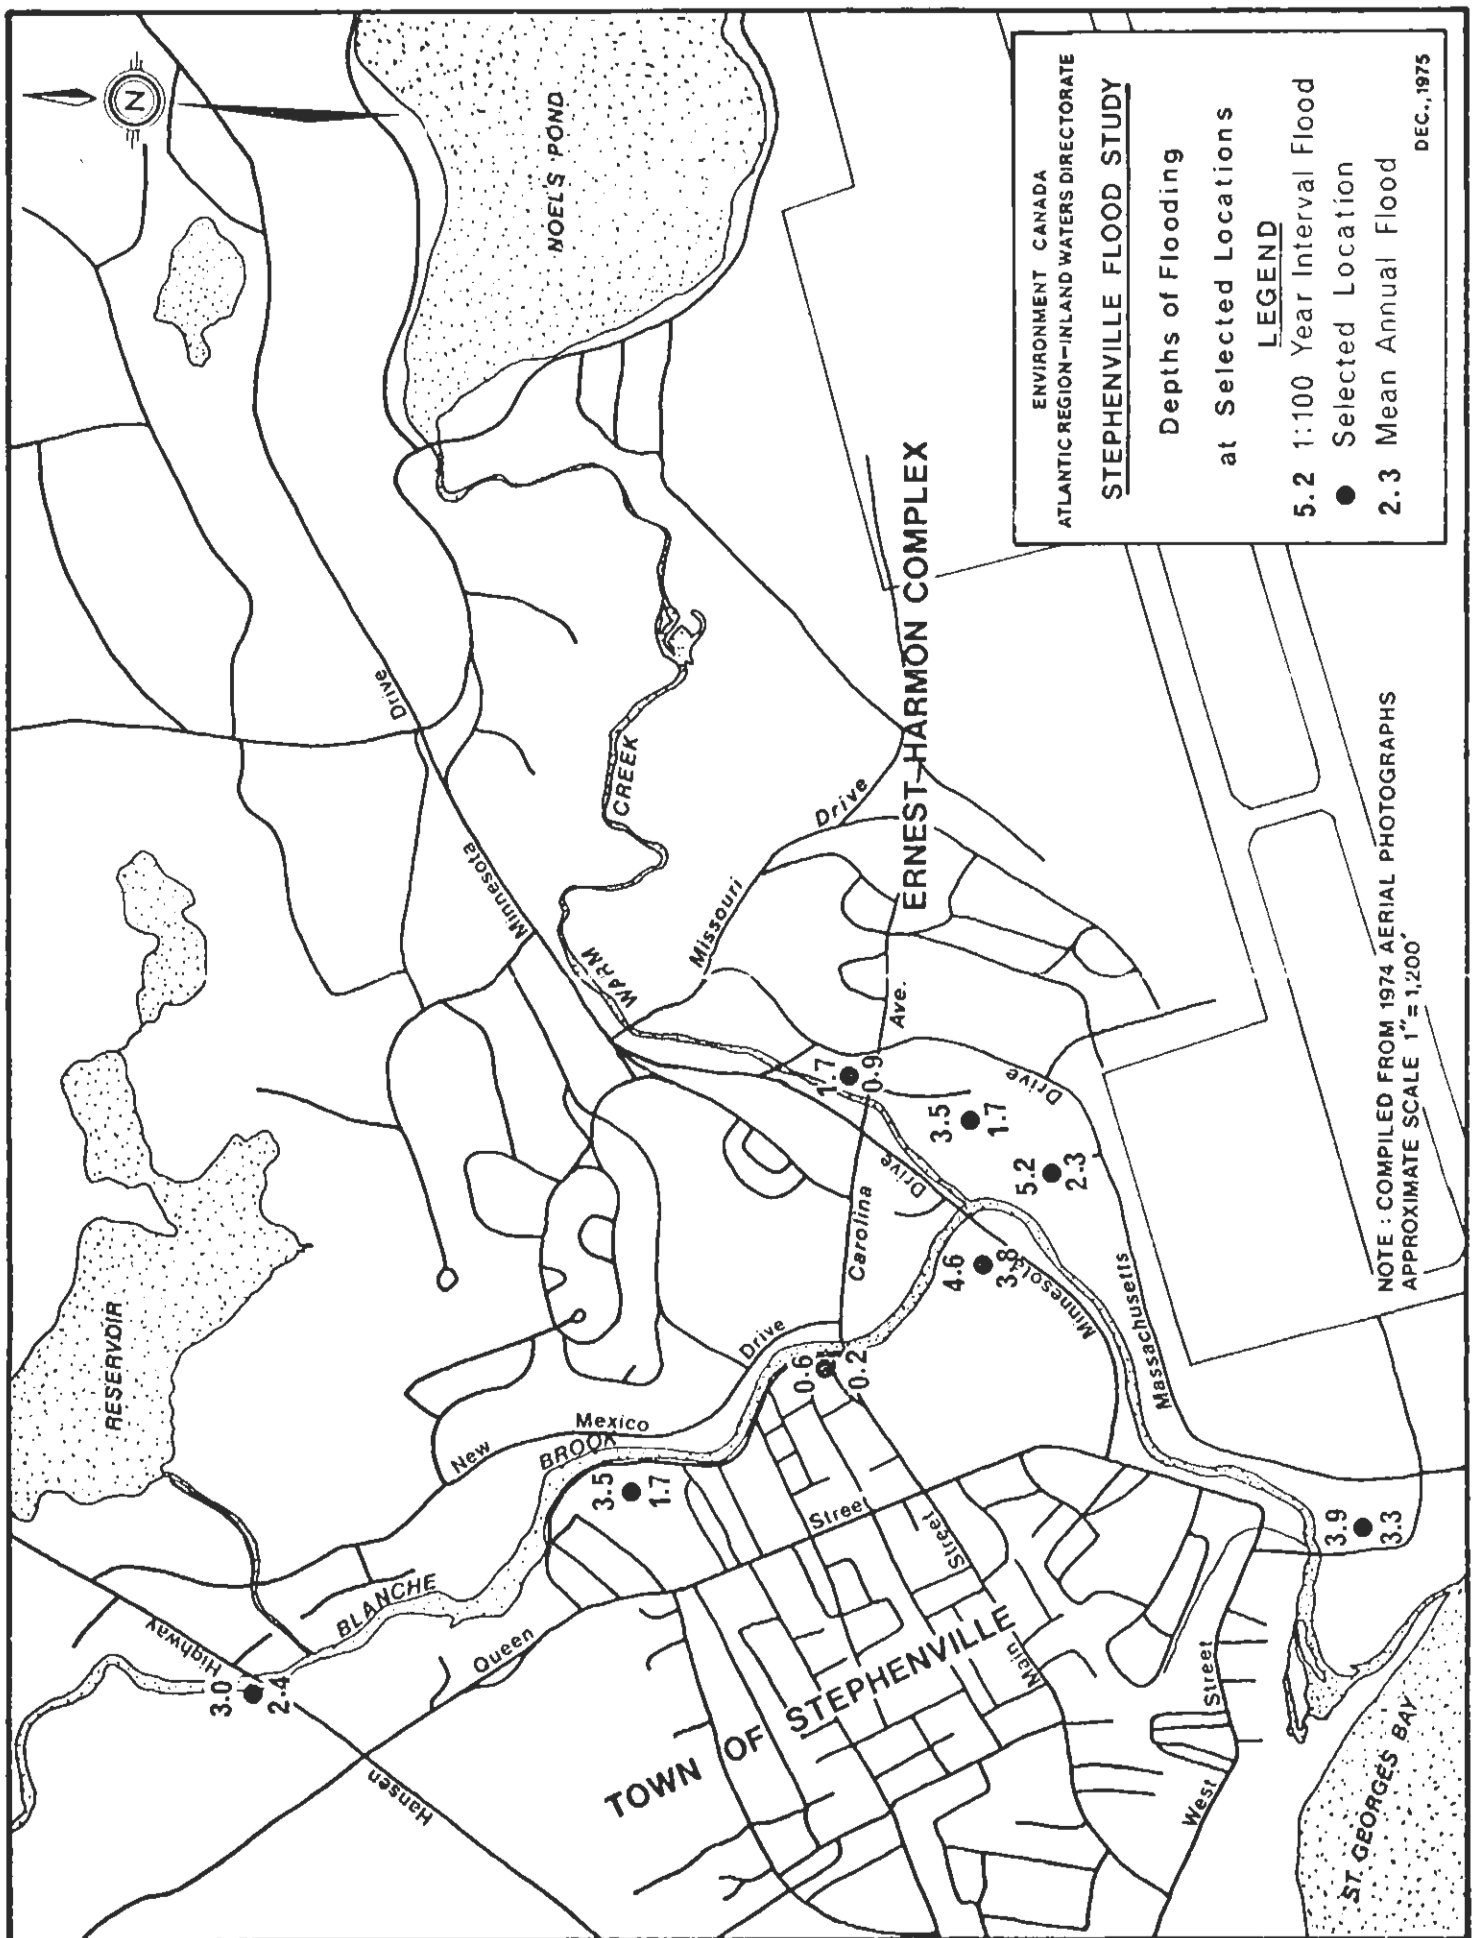 ENVIRONMENT CANADA
ATLANTIC REGION-INLAND WATERS DIRECTORATE
STEPHENVILLE FLOOD STUDY
Depths of Flooding
at Selected Locations
LEGEND
5.2 1:100 Year Interval Flood
Selected Location
2.3 Mean Annual Flood
DEC., 1975
N
NOEL'S POND
RESERVOIR
Drive
Minnesota
CREEK
WARM
Missouri
Drive
ERNEST HARMON COMPLEX
Ave.
Carolina
Drive
Drive
Minnesota
Massachusetts
Drive
New
Mexico
BROOK
BLANCHE
Highway
Hansen
Queen
Street
Street
Main
TOWN OF STEPHENVILLE
West
Street
ST. GEORGES BAY
3.0
2.4
3.5
1.7
0.6
0.2
1.7
0.9
3.5
1.7
5.2
2.3
4.6
3.8
3.9
3.3
NOTE : COMPILED FROM 1974 AERIAL PHOTOGRAPHS
APPROXIMATE SCALE 1" = 1,200'